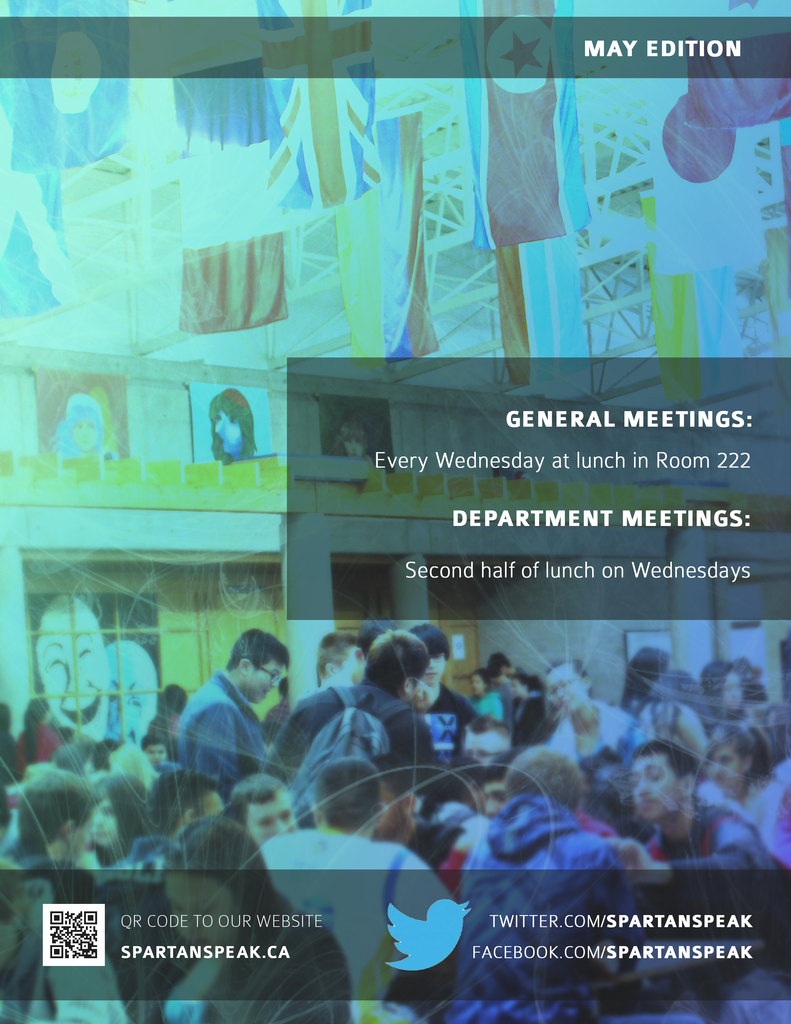 MAY EDITION
GENERAL MEETINGS:
Every Wednesday at lunch in Room 222
DEPARTMENT MEETINGS:
Second half of lunch on Wednesdays
QR CODE TO OUR WEBSITE
SPARTANSPEAK.CA
TWITTER.COM/SPARTANSPEAK
FACEBOOK.COM/SPARTANSPEAK